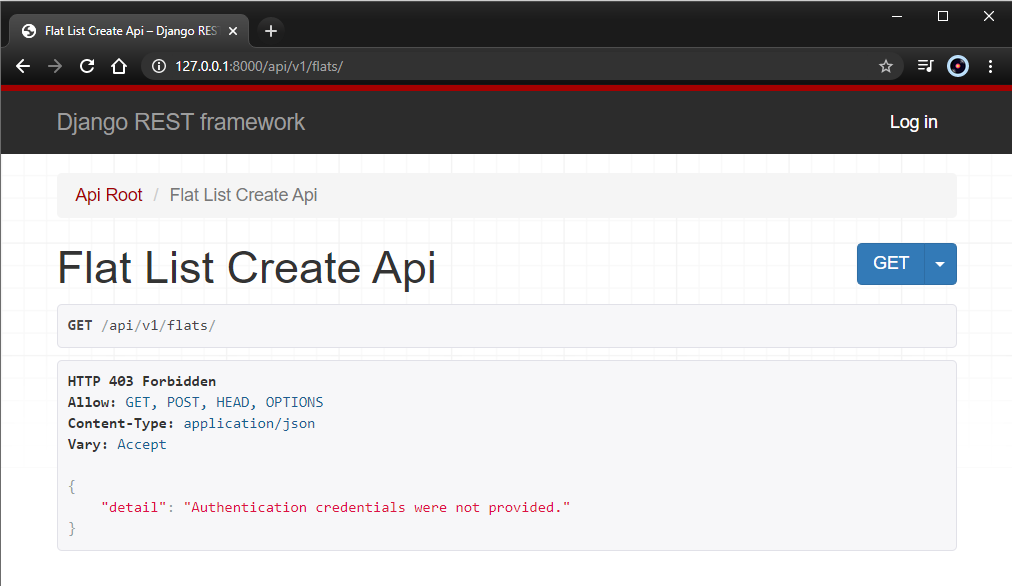 Flat List Create Api – Django RES
127.0.0.1:8000/api/v1/flats/
Django REST framework
Log in
Api Root / Flat List Create Api
Flat List Create Api
GET
GET /api/v1/flats/
HTTP 403 Forbidden
Allow: GET, POST, HEAD, OPTIONS
Content-Type: application/json
Vary: Accept
{
"detail": "Authentication credentials were not provided."
}